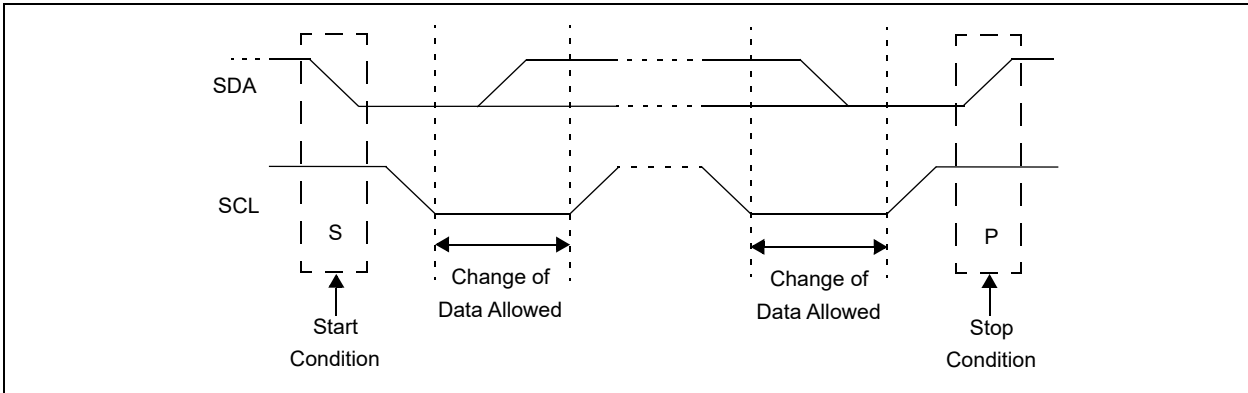 SDA
SCL
S
P
Change of
Data Allowed
Change of
Data Allowed
Start
Condition
Stop
Condition